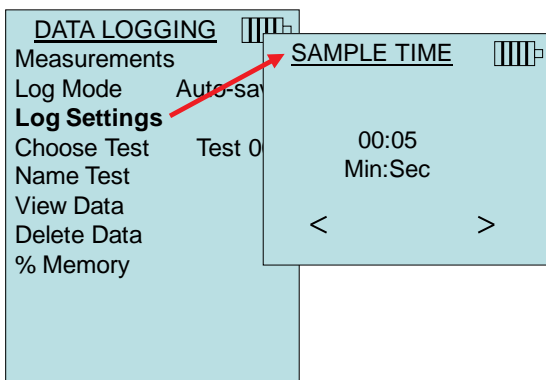 DATA LOGGING
Measurements
Log Mode
Log Settings
Choose Test Test
Name Test
View Data
Delete Data
% Memory
SAMPLE TIME
00:05
Min:Sec
< >